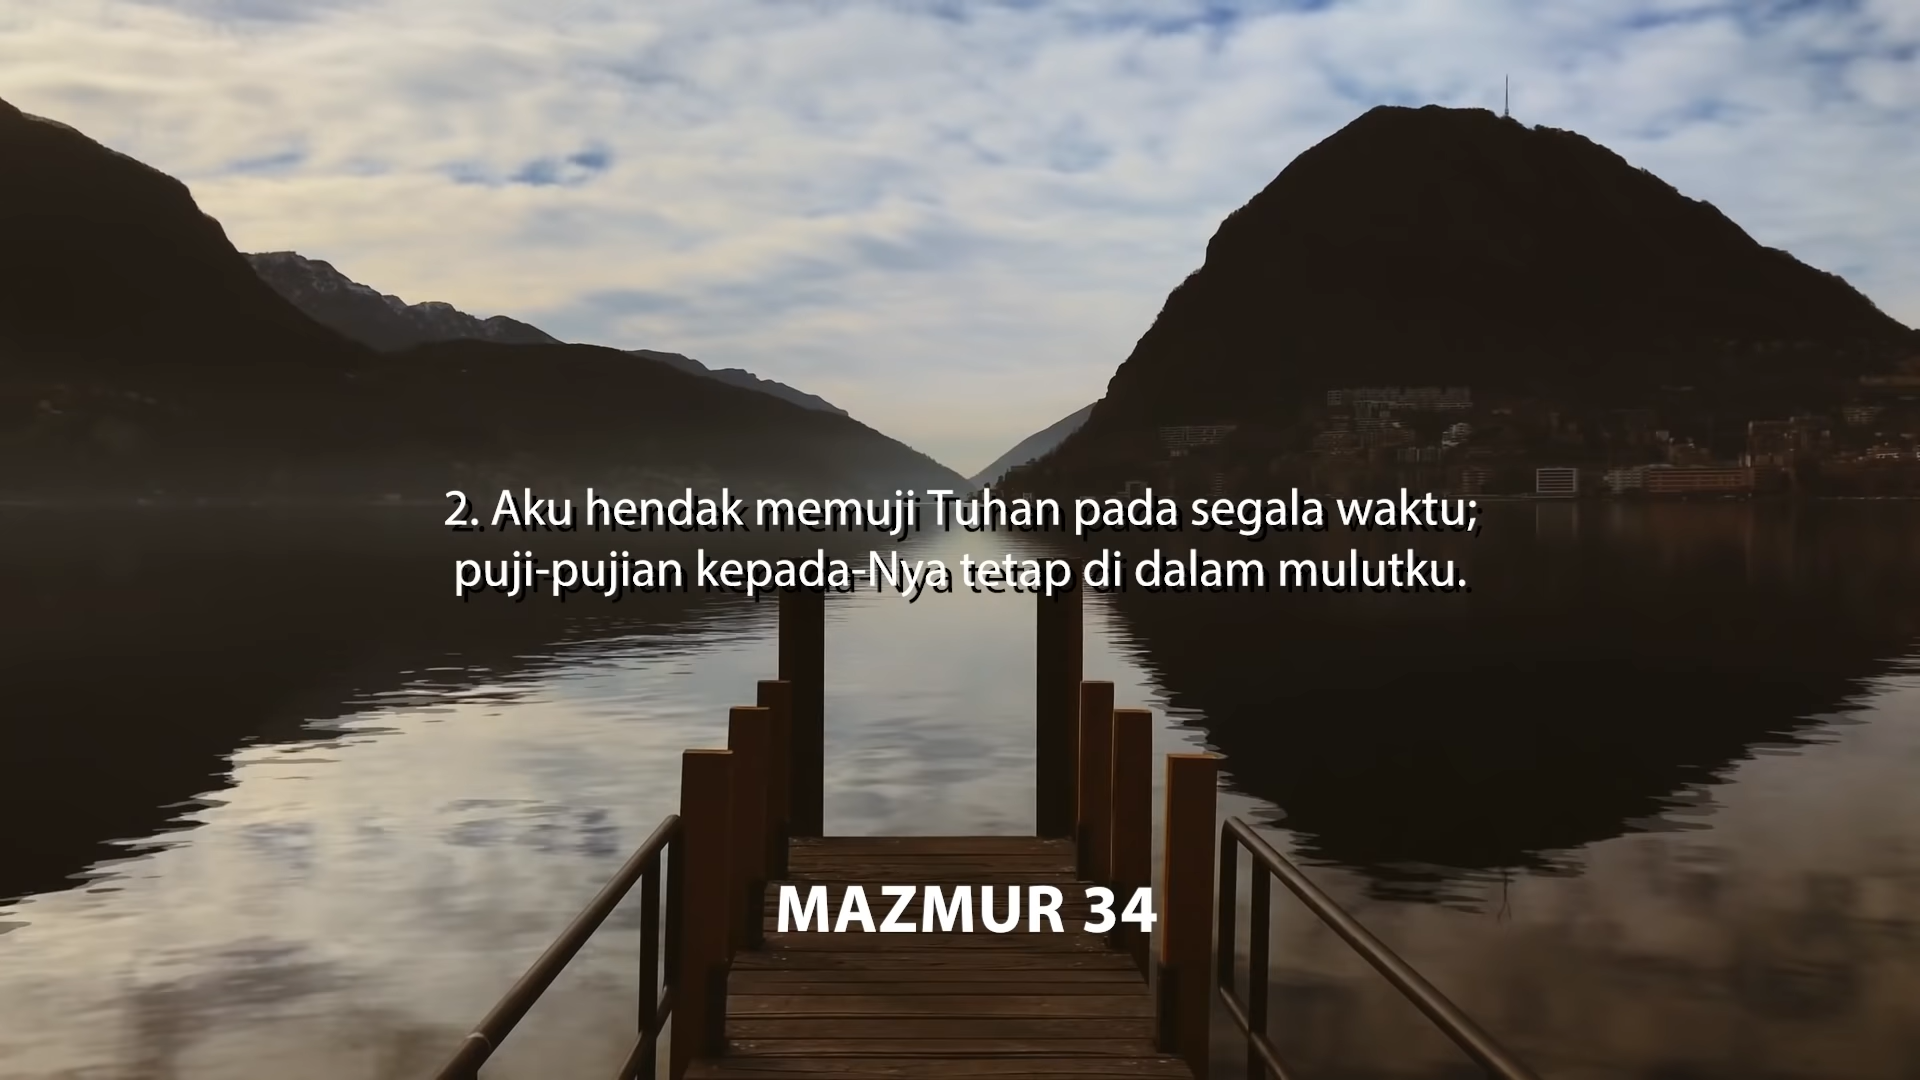 2. Aku hendak memuji Tuhan pada segala waktu;
puji-pujian kepada-Nya tetap di dalam mulutku.
MAZMUR 34